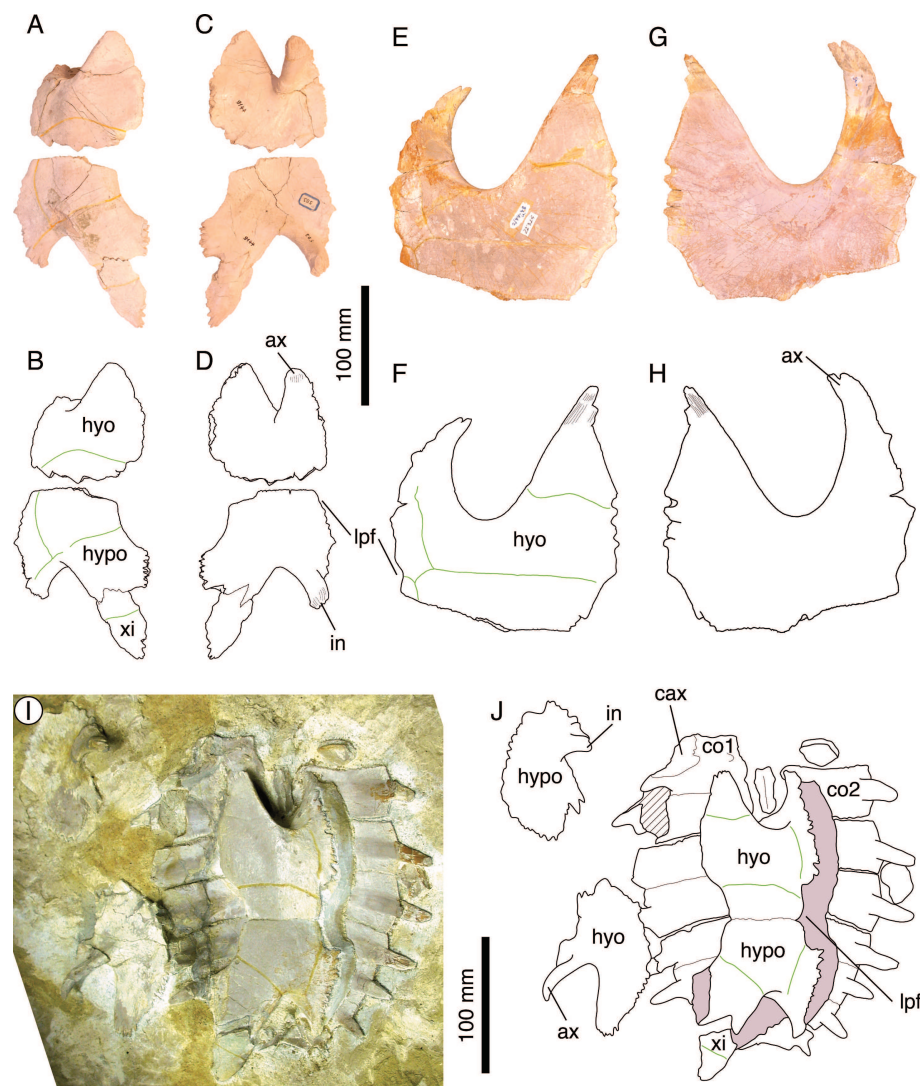 A
C
E
G
B
D
ax
100 mm
F
H
ax
hyo
hypo
xi
lpf
in
hyo
I
J
in
hypo
cax
co1
co2
hyo
hyo
hypo
ax
xi
lpf
100 mm